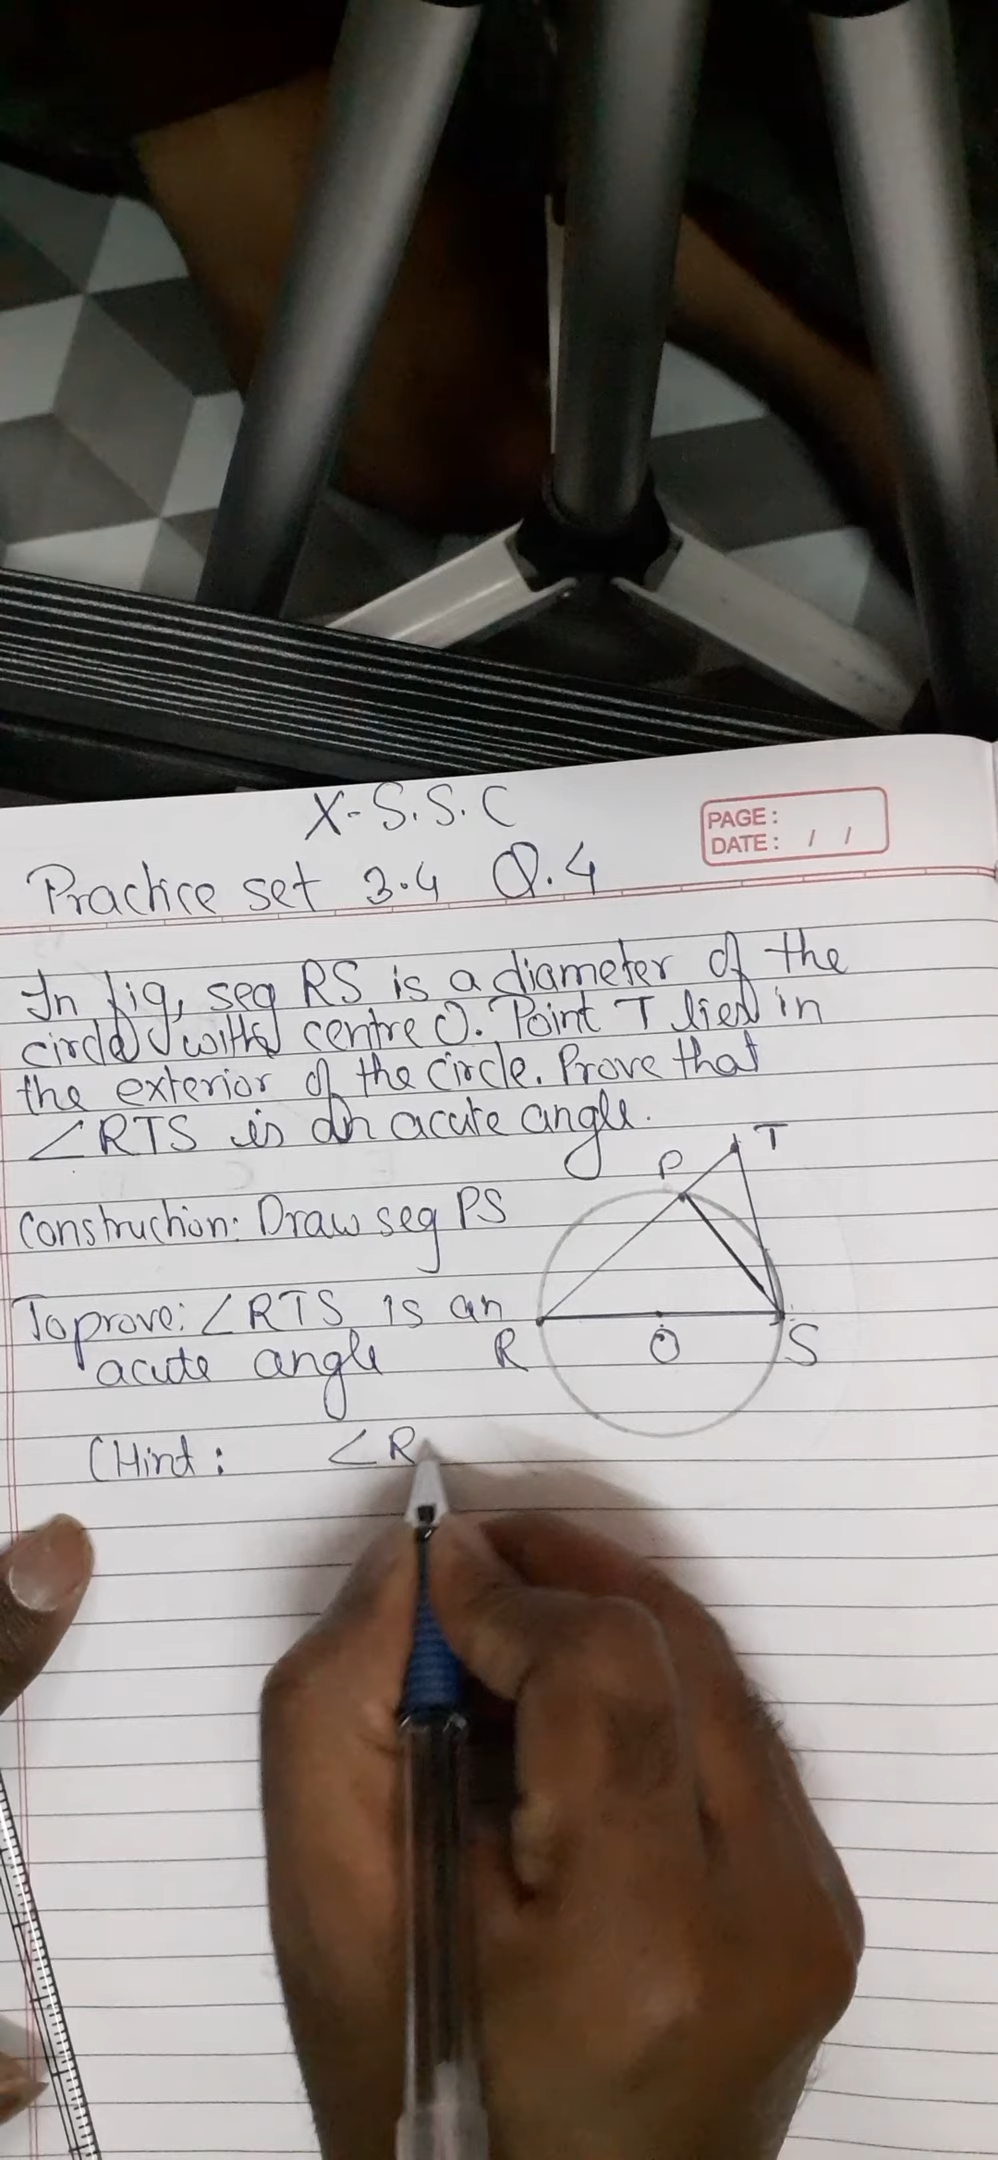 X-S.S.C
PAGE:
DATE: / /
Practice set 3.4 Q.4
In fig, seg RS is a diameter of the
circle with centre O. Point T lies in
the exterior of the circle. Prove that
∠RTS is an acute angle.
T
P
Construction: Draw seg PS
To prove: ∠RTS is an
acute angle
R
O
S
(Hint: ∠R